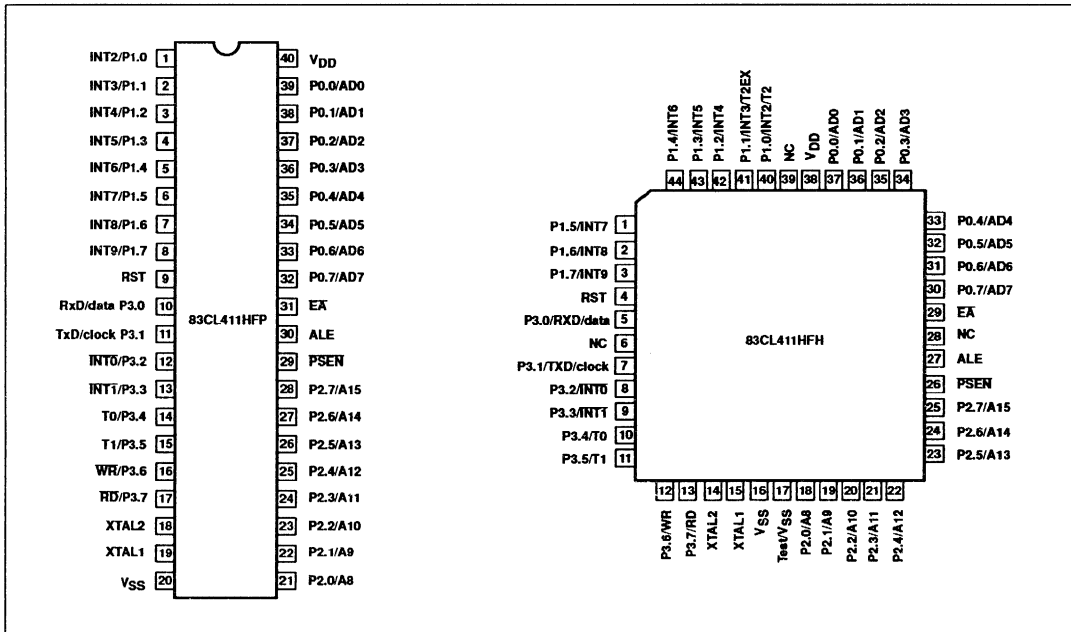 INT2/P1.0 1
INT3/P1.1 2
INT4/P1.2 3
INT5/P1.3 4
INT6/P1.4 5
INT7/P1.5 6
INT8/P1.6 7
INT9/P1.7 8
RST 9
RxD/data P3.0 10
TxD/clock P3.1 11
INT0/P3.2 12
INT1/P3.3 13
T0/P3.4 14
T1/P3.5 15
WR/P3.6 16
RD/P3.7 17
XTAL2 18
XTAL1 19
VSS 20
83CL411HFP
40 VDD
39 P0.0/AD0
38 P0.1/AD1
37 P0.2/AD2
36 P0.3/AD3
35 P0.4/AD4
34 P0.5/AD5
33 P0.6/AD6
32 P0.7/AD7
31 EA
30 ALE
29 PSEN
28 P2.7/A15
27 P2.6/A14
26 P2.5/A13
25 P2.4/A12
24 P2.3/A11
23 P2.2/A10
22 P2.1/A9
21 P2.0/A8
P1.4/INT6 44
P1.3/INT5 43
P1.2/INT4 42
P1.1/INT3/T2EX 41
P1.0/INT2/T2 40
NC 39
VDD 38
P0.0/AD0 37
P0.1/AD1 36
P0.2/AD2 35
P0.3/AD3 34
P1.5/INT7 1
P1.6/INT8 2
P1.7/INT9 3
RST 4
P3.0/RXD/data 5
NC 6
P3.1/TXD/clock 7
P3.2/INT0 8
P3.3/INT1 9
P3.4/T0 10
P3.5/T1 11
83CL411HFH
33 P0.4/AD4
32 P0.5/AD5
31 P0.6/AD6
30 P0.7/AD7
29 EA
28 NC
27 ALE
26 PSEN
25 P2.7/A15
24 P2.6/A14
23 P2.5/A13
12 P3.6/WR
13 P3.7/RD
14 XTAL2
15 XTAL1
16 VSS
17 Test/VSS
18 P2.0/A8
19 P2.1/A9
20 P2.2/A10
21 P2.3/A11
22 P2.4/A12